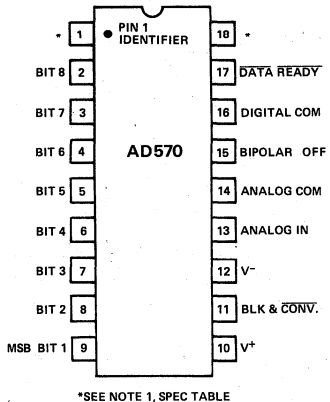 * 1 PIN 1 18 *
IDENTIFIER
BIT 8 2 17 DATA READY
BIT 7 3 16 DIGITAL COM
BIT 6 4 AD570 15 BIPOLAR OFF
BIT 5 5 14 ANALOG COM
BIT 4 6 13 ANALOG IN
BIT 3 7 12 V-
BIT 2 8 11 BLK & CONV.
MSB BIT 1 9 10 V+
*SEE NOTE 1, SPEC TABLE